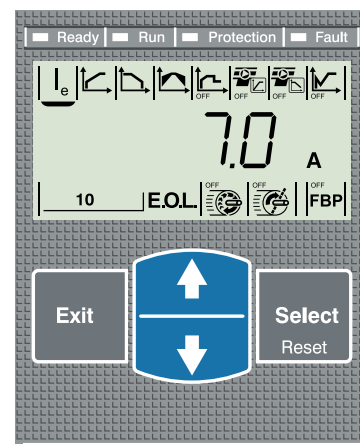 Ready Run Protection Fault
Ie
OFF OFF OFF OFF
7.0 A
OFF OFF OFF
10 E.O.L. FBP
Exit Select
Reset